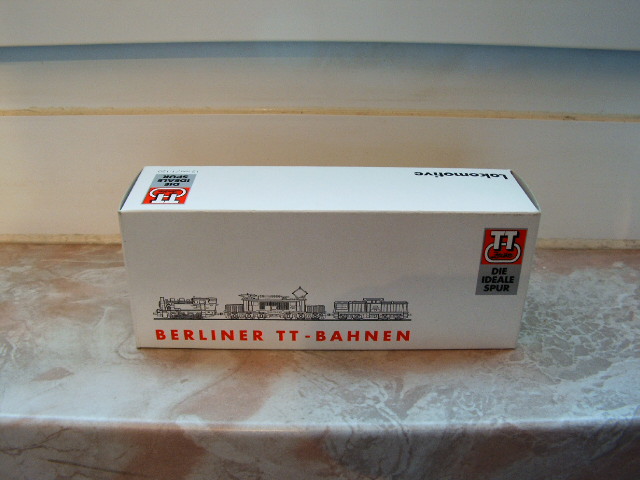 Lokomotive
TT
DIE
IDEALE
SPUR
TT
DIE
IDEALE
SPUR
BERLINER TT-BAHNEN